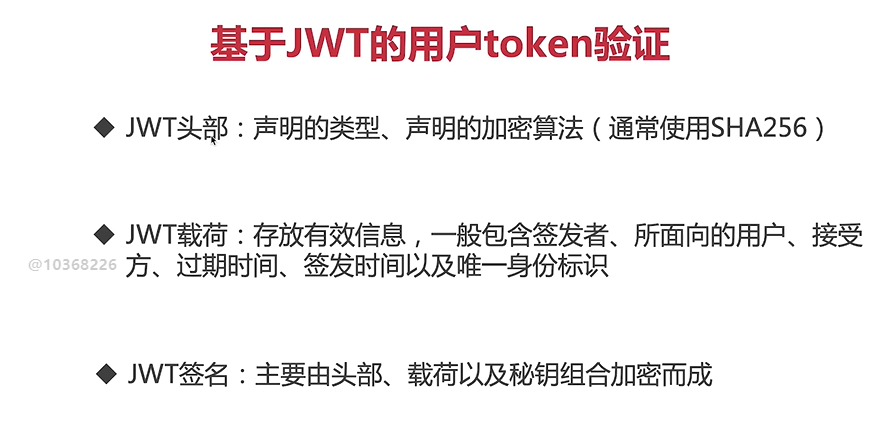 基于JWT的用户token验证
◆ JWT头部：声明的类型、声明的加密算法（通常使用SHA256）
◆ JWT载荷：存放有效信息，一般包含签发者、所面向的用户、接受
@10368226 方、过期时间、签发时间以及唯一身份标识
◆ JWT签名：主要由头部、载荷以及秘钥组合加密而成